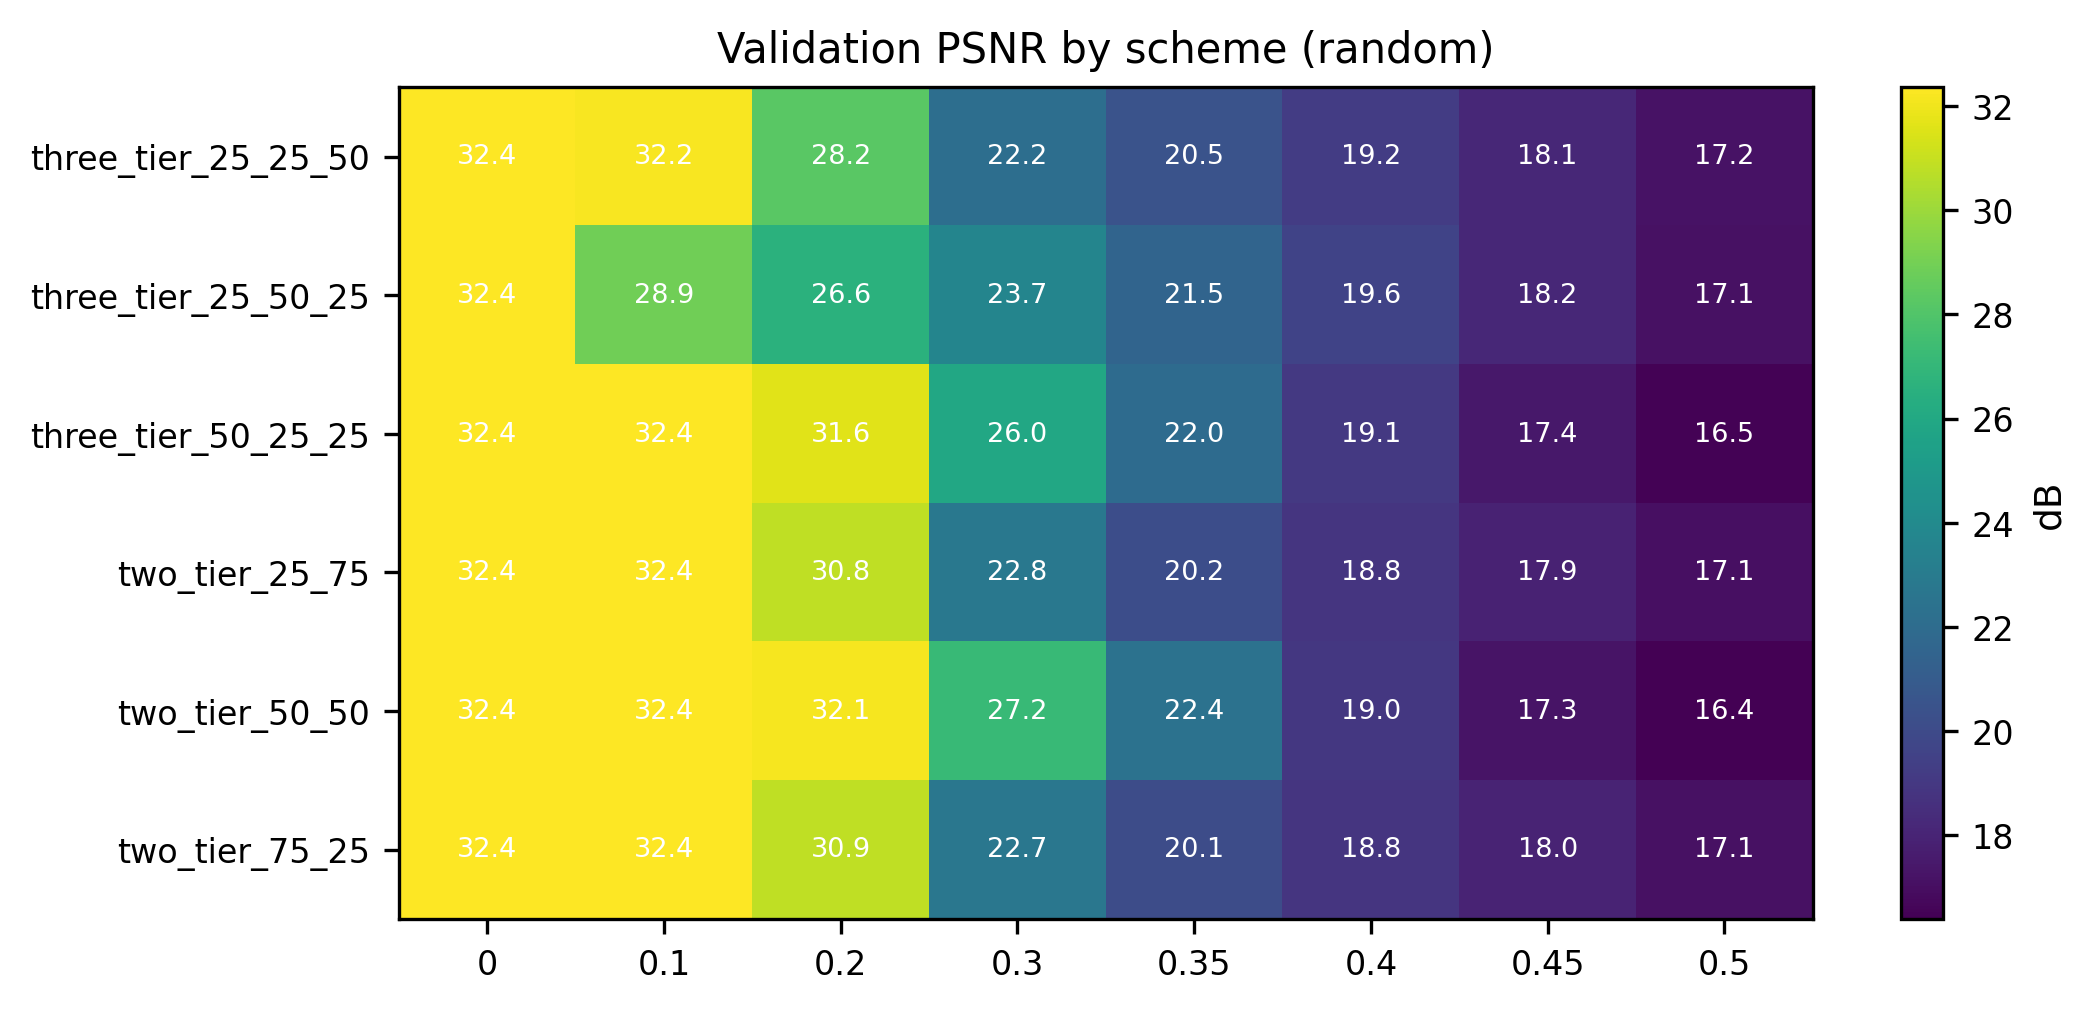 Validation PSNR by scheme (random)
three_tier_25_25_50 32.4 32.2 28.2 22.2 20.5 19.2 18.1 17.2
three_tier_25_50_25 32.4 28.9 26.6 23.7 21.5 19.6 18.2 17.1
three_tier_50_25_25 32.4 32.4 31.6 26.0 22.0 19.1 17.4 16.5
two_tier_25_75 32.4 32.4 30.8 22.8 20.2 18.8 17.9 17.1
two_tier_50_50 32.4 32.4 32.1 27.2 22.4 19.0 17.3 16.4
two_tier_75_25 32.4 32.4 30.9 22.7 20.1 18.8 18.0 17.1
0 0.1 0.2 0.3 0.35 0.4 0.45 0.5
32
30
28
26
24
22
20
18
dB